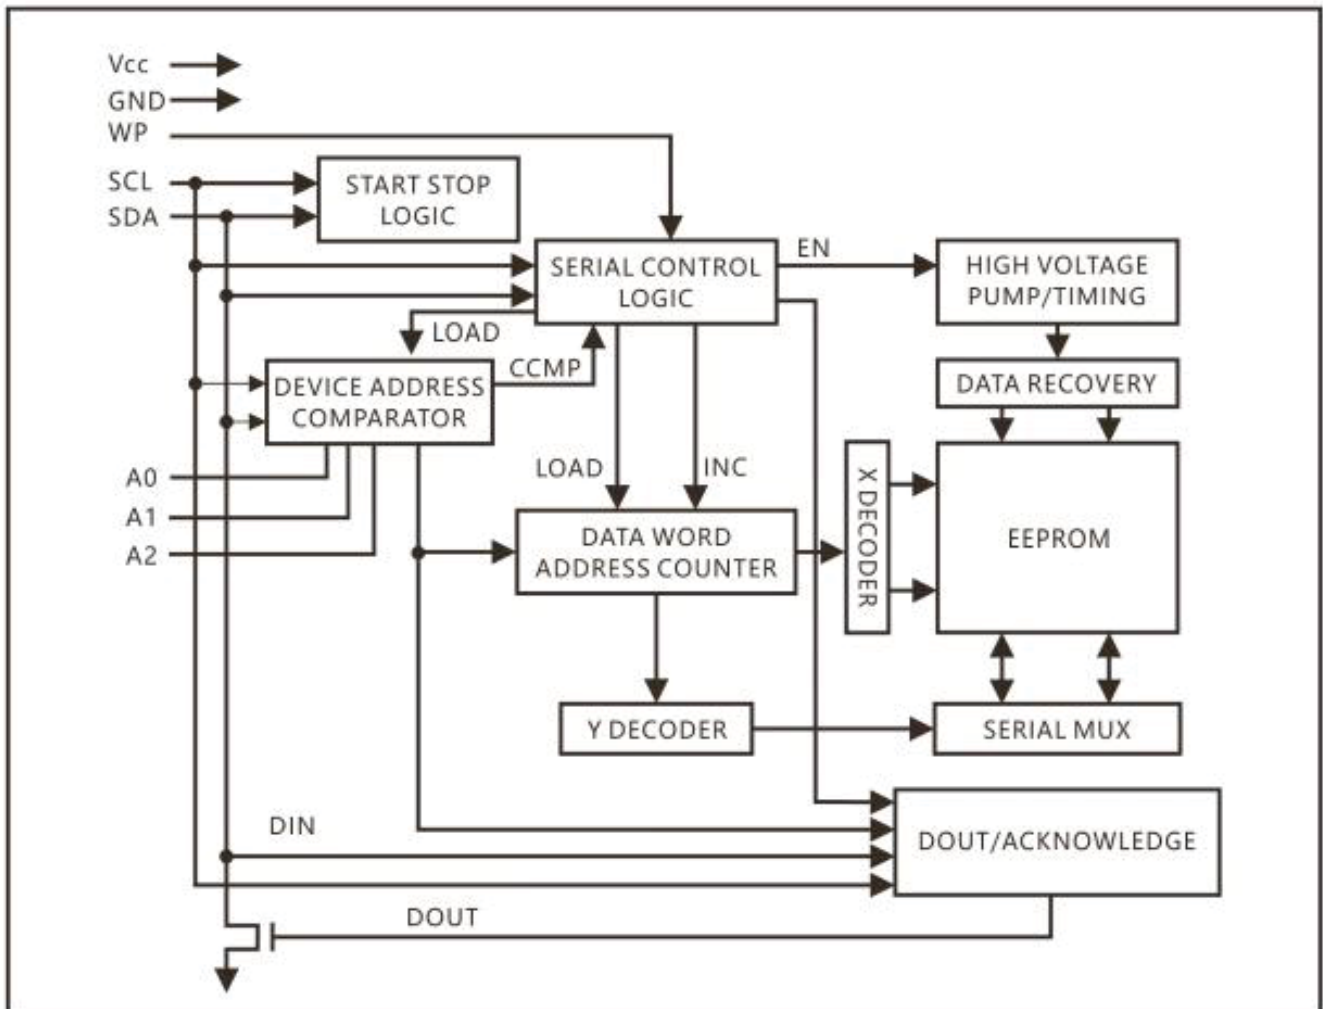 Vcc
GND
WP
SCL
SDA
START STOP
LOGIC
SERIAL CONTROL
LOGIC
EN
HIGH VOLTAGE
PUMP/TIMING
LOAD
CCMP
DEVICE ADDRESS
COMPARATOR
DATA RECOVERY
A0
A1
A2
LOAD
INC
X DECODER
EEPROM
DATA WORD
ADDRESS COUNTER
Y DECODER
SERIAL MUX
DIN
DOUT/ACKNOWLEDGE
DOUT